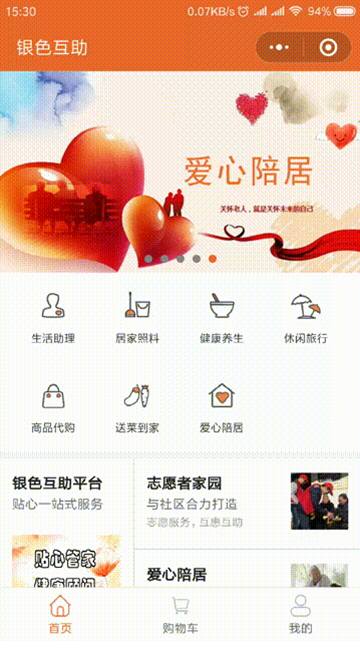 15:30
0.07KB/s
94%
银色互助
爱心陪居
关怀老人，就是关怀未来的自己
生活助理
居家照料
健康养生
休闲旅行
商品代购
送菜到家
爱心陪居
银色互助平台
贴心一站式服务
贴心管家
健康顾问
志愿者家园
与社区合力打造
志愿服务，互惠互助
爱心陪居
首页
购物车
我的